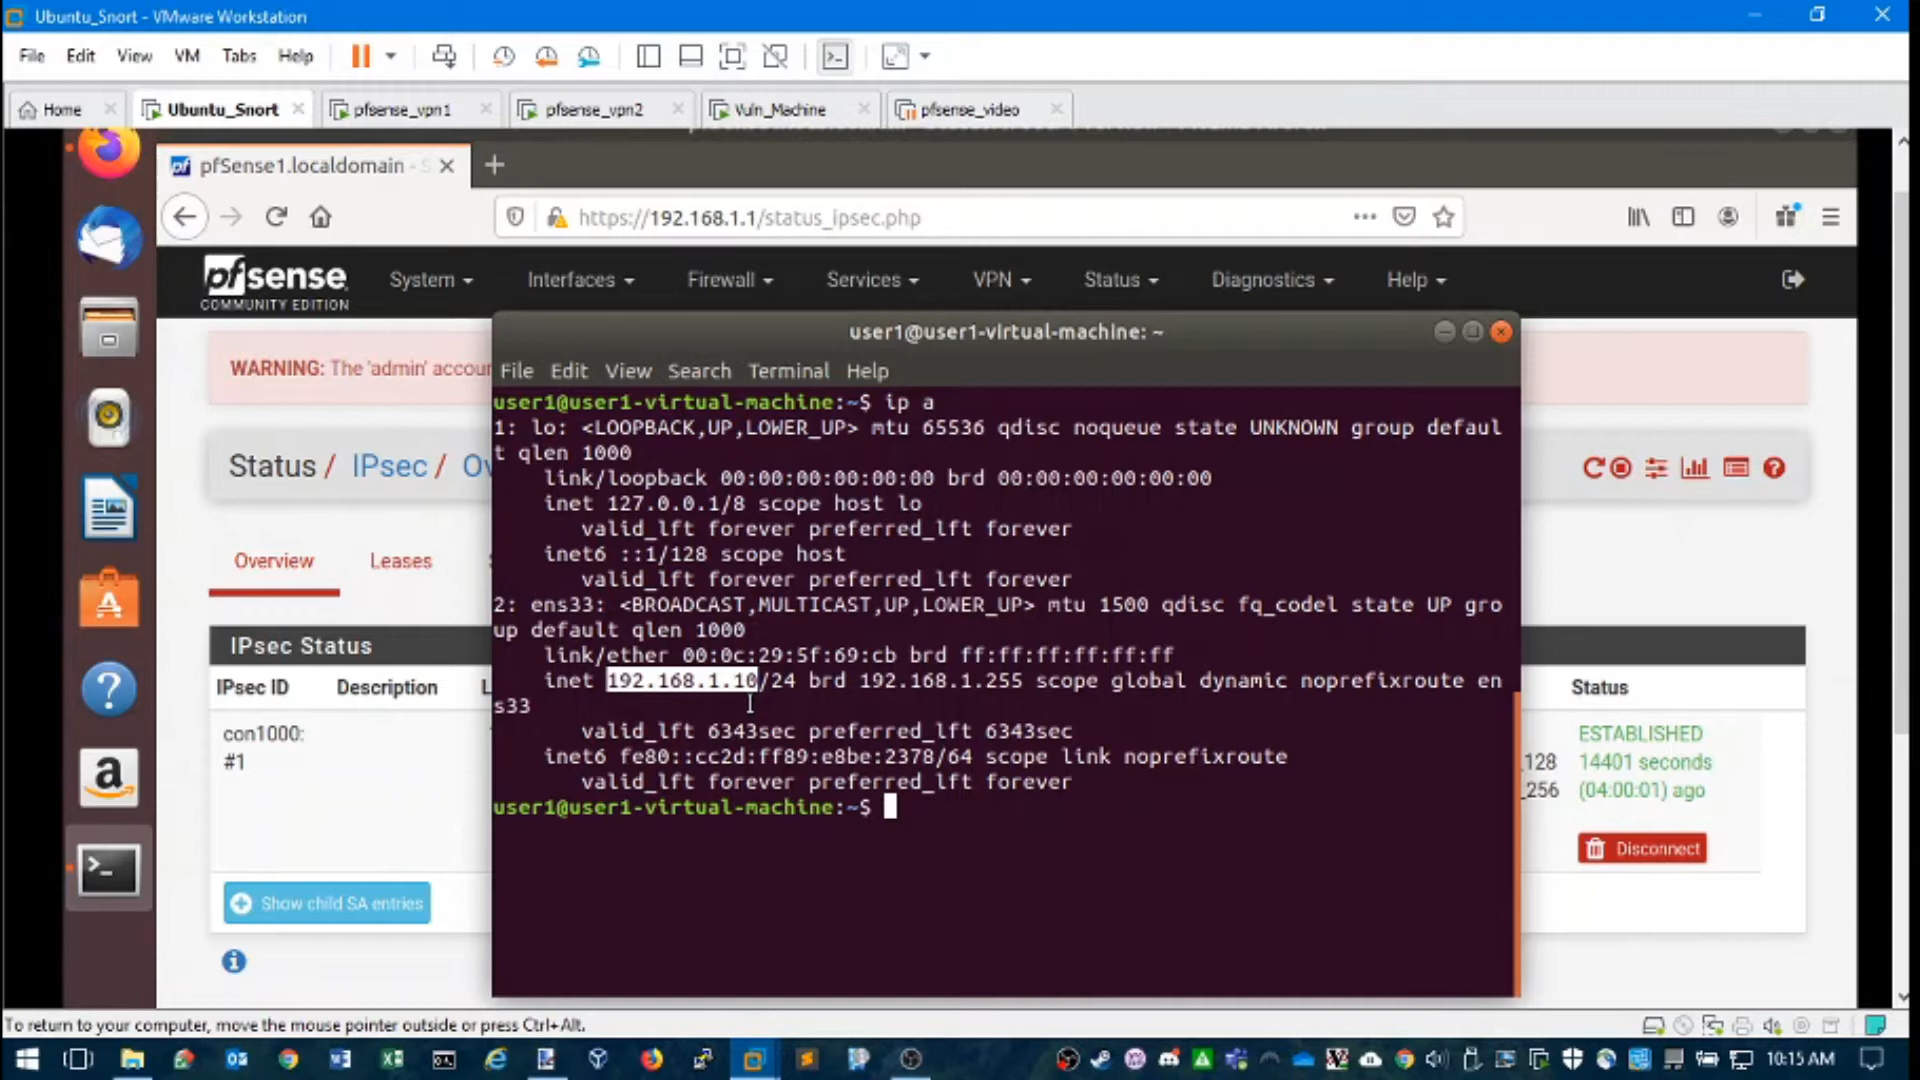 Ubuntu_Snort - VMware Workstation
File Edit View VM Tabs Help
Home Ubuntu_Snort pfsense_vpn1 pfsense_vpn2 Vuln_Machine pfsense_video
pfSense1.localdomain - S
https://192.168.1.1/status_ipsec.php
pfsense COMMUNITY EDITION
System Interfaces Firewall Services VPN Status Diagnostics Help
WARNING: The 'admin' accou
Status / IPsec / Ov
Overview Leases
IPsec Status
IPsec ID Description L Status
con1000:
#1
ESTABLISHED
_128 14401 seconds
_256 (04:00:01) ago
Disconnect
Show child SA entries
user1@user1-virtual-machine: ~
File Edit View Search Terminal Help
user1@user1-virtual-machine:~$ ip a
1: lo: <LOOPBACK,UP,LOWER_UP> mtu 65536 qdisc noqueue state UNKNOWN group defaul
t qlen 1000
link/loopback 00:00:00:00:00:00 brd 00:00:00:00:00:00
inet 127.0.0.1/8 scope host lo
valid_lft forever preferred_lft forever
inet6 ::1/128 scope host
valid_lft forever preferred_lft forever
2: ens33: <BROADCAST,MULTICAST,UP,LOWER_UP> mtu 1500 qdisc fq_codel state UP gro
up default qlen 1000
link/ether 00:0c:29:5f:69:cb brd ff:ff:ff:ff:ff:ff
inet 192.168.1.10/24 brd 192.168.1.255 scope global dynamic noprefixroute en
s33
valid_lft 6343sec preferred_lft 6343sec
inet6 fe80::cc2d:ff89:e8be:2378/64 scope link noprefixroute
valid_lft forever preferred_lft forever
user1@user1-virtual-machine:~$
To return to your computer, move the mouse pointer outside or press Ctrl+Alt.
10:15 AM